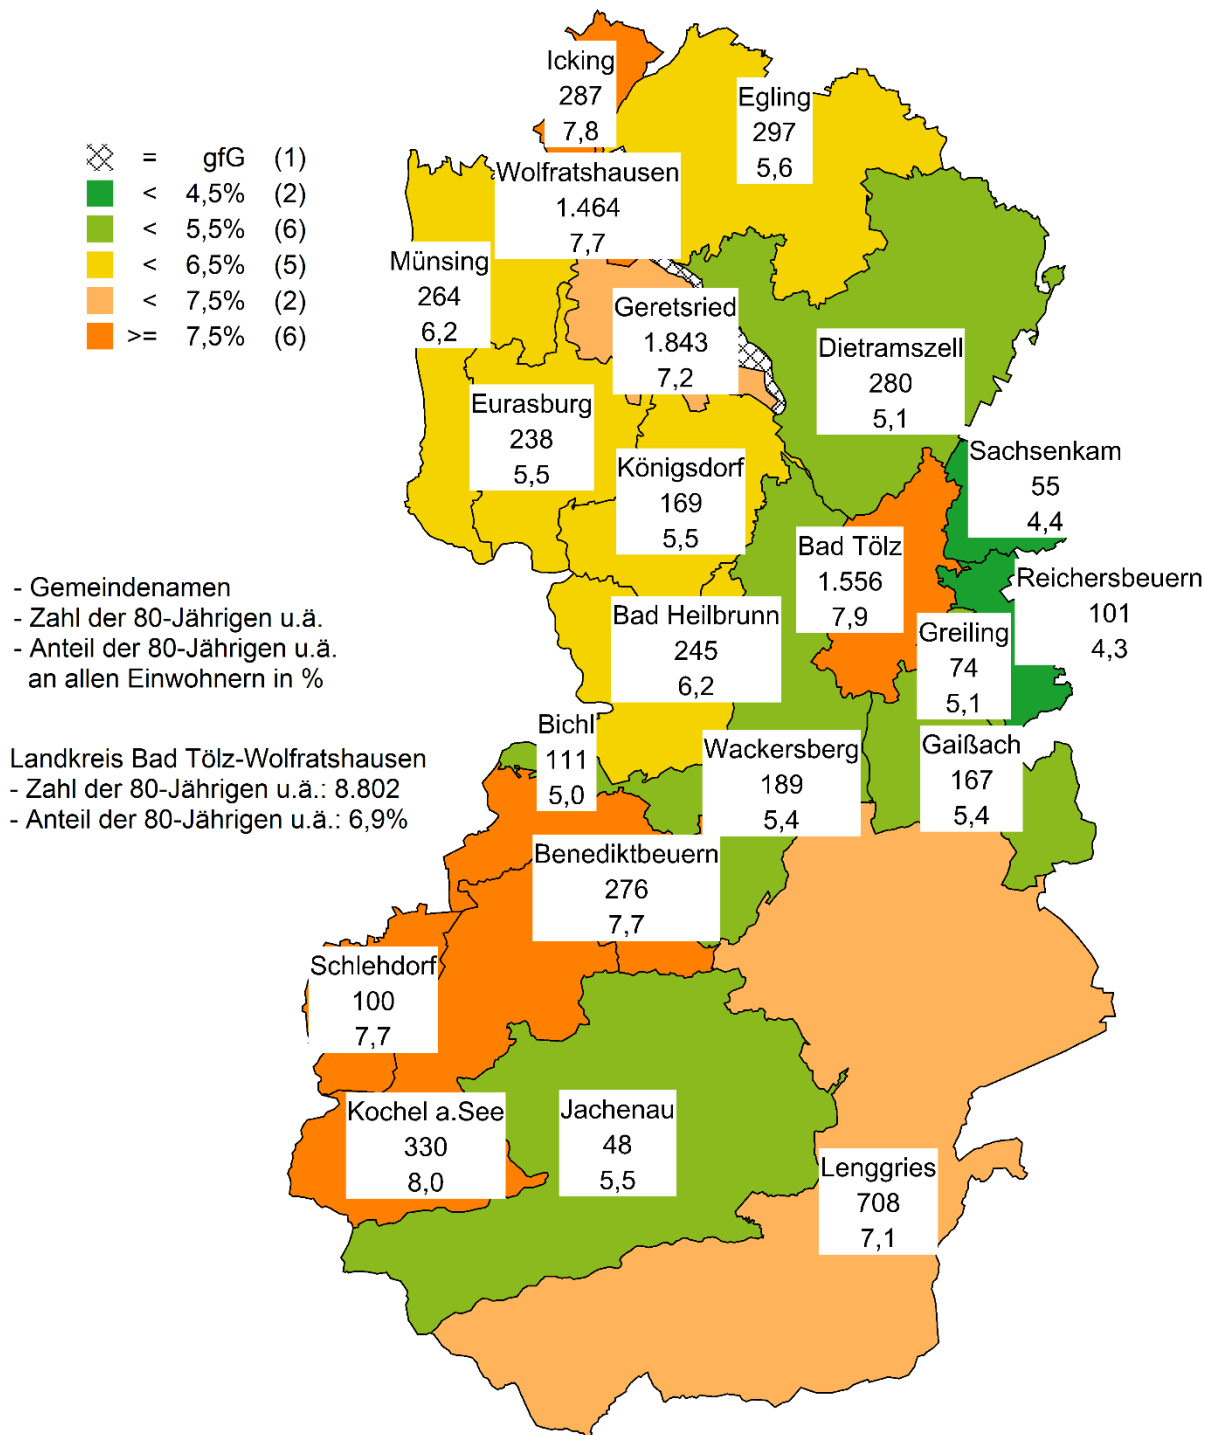 Icking
287
7,8
Egling
297
5,6
= gfG (1)
< 4,5% (2)
< 5,5% (6)
< 6,5% (5)
< 7,5% (2)
>= 7,5% (6)
Wolfratshausen
1.464
7,7
Münsing
264
6,2
Geretsried
1.843
7,2
Dietramszell
280
5,1
Eurasburg
238
5,5
Königsdorf
169
5,5
Sachsenkam
55
4,4
Bad Tölz
1.556
7,9
Reichersbeuern
101
4,3
- Gemeindenamen
- Zahl der 80-Jährigen u.ä.
- Anteil der 80-Jährigen u.ä.
an allen Einwohnern in %
Bad Heilbrunn
245
6,2
Greiling
74
5,1
Landkreis Bad Tölz-Wolfratshausen
- Zahl der 80-Jährigen u.ä.: 8.802
- Anteil der 80-Jährigen u.ä.: 6,9%
Bichl
111
5,0
Wackersberg
189
5,4
Gaißach
167
5,4
Benediktbeuern
276
7,7
Schlehdorf
100
7,7
Kochel a.See
330
8,0
Jachenau
48
5,5
Lenggries
708
7,1